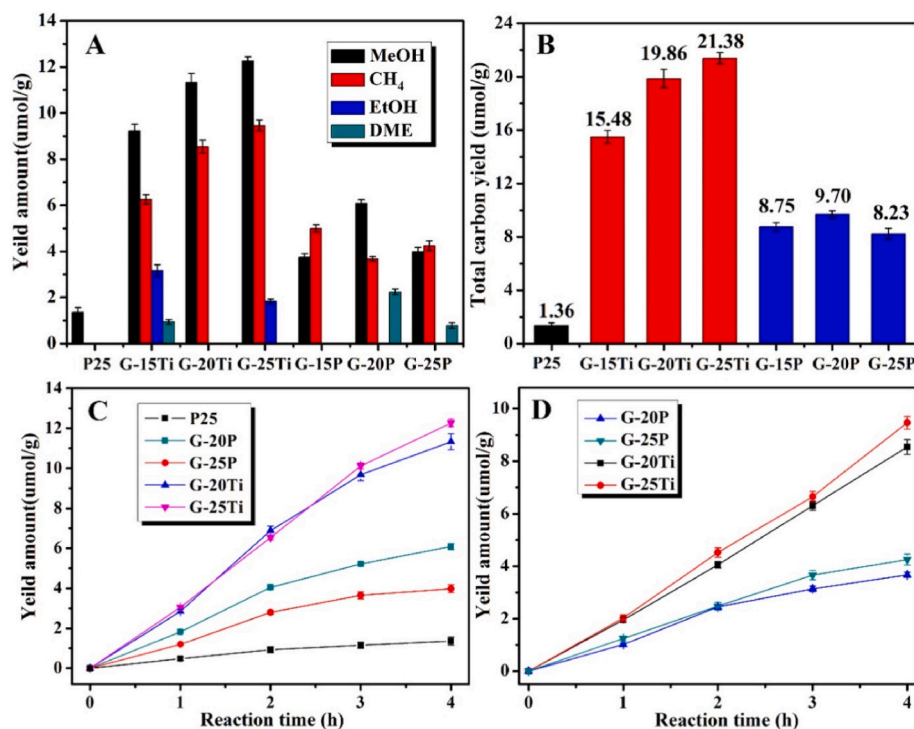 A
Yeild amount(umol/g)
14
12
10
8
6
4
2
0
MeOH
CH4
EtOH
DME
P25 G-15Ti G-20Ti G-25Ti G-15P G-20P G-25P
B
Total carbon yield (umol/g)
24
20
16
12
8
4
0
1.36
15.48
19.86
21.38
8.75
9.70
8.23
P25 G-15Ti G-20Ti G-25Ti G-15P G-20P G-25P
C
Yeild amount(umol/g)
14
12
10
8
6
4
2
0
P25
G-20P
G-25P
G-20Ti
G-25Ti
0 1 2 3 4
Reaction time (h)
D
Yeild amount(umol/g)
10
8
6
4
2
0
G-20P
G-25P
G-20Ti
G-25Ti
0 1 2 3 4
Reaction time (h)